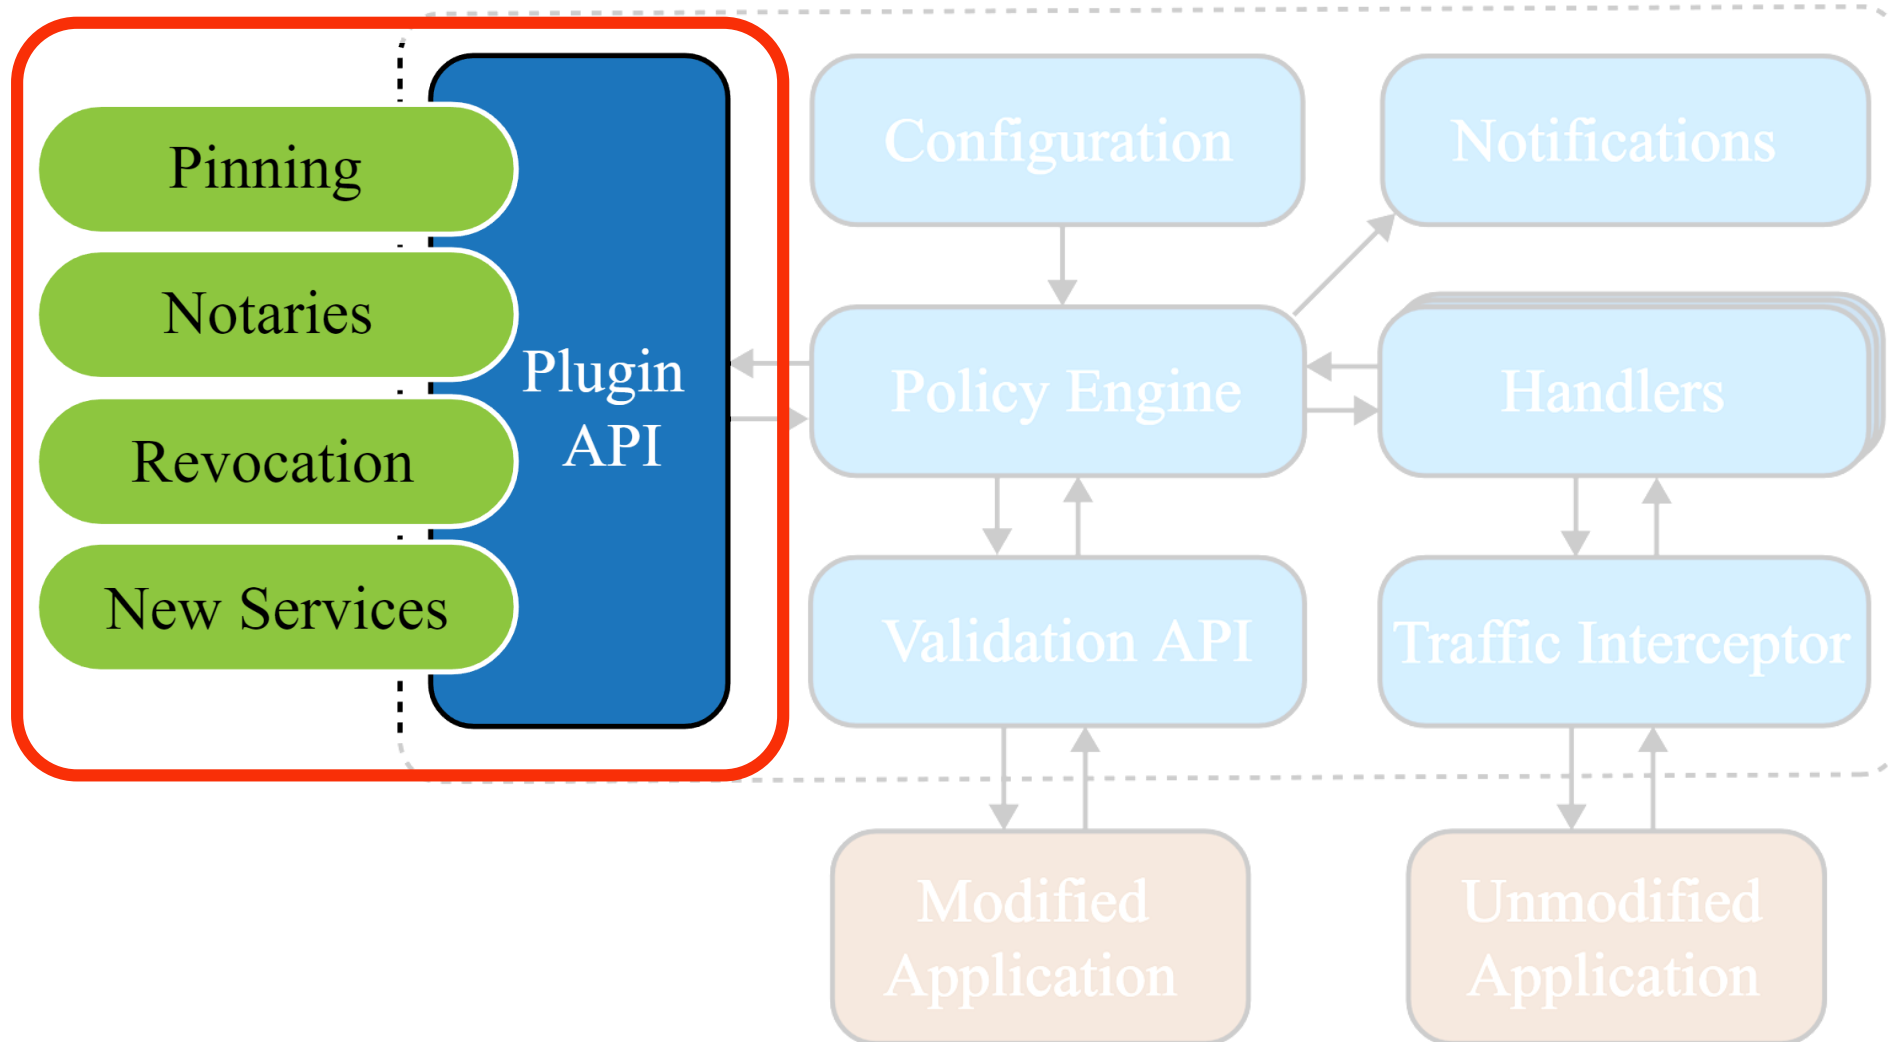 Pinning
Notaries
Revocation
New Services
Plugin
API
Configuration
Notifications
Policy Engine
Handlers
Validation API
Traffic Interceptor
Modified
Application
Unmodified
Application